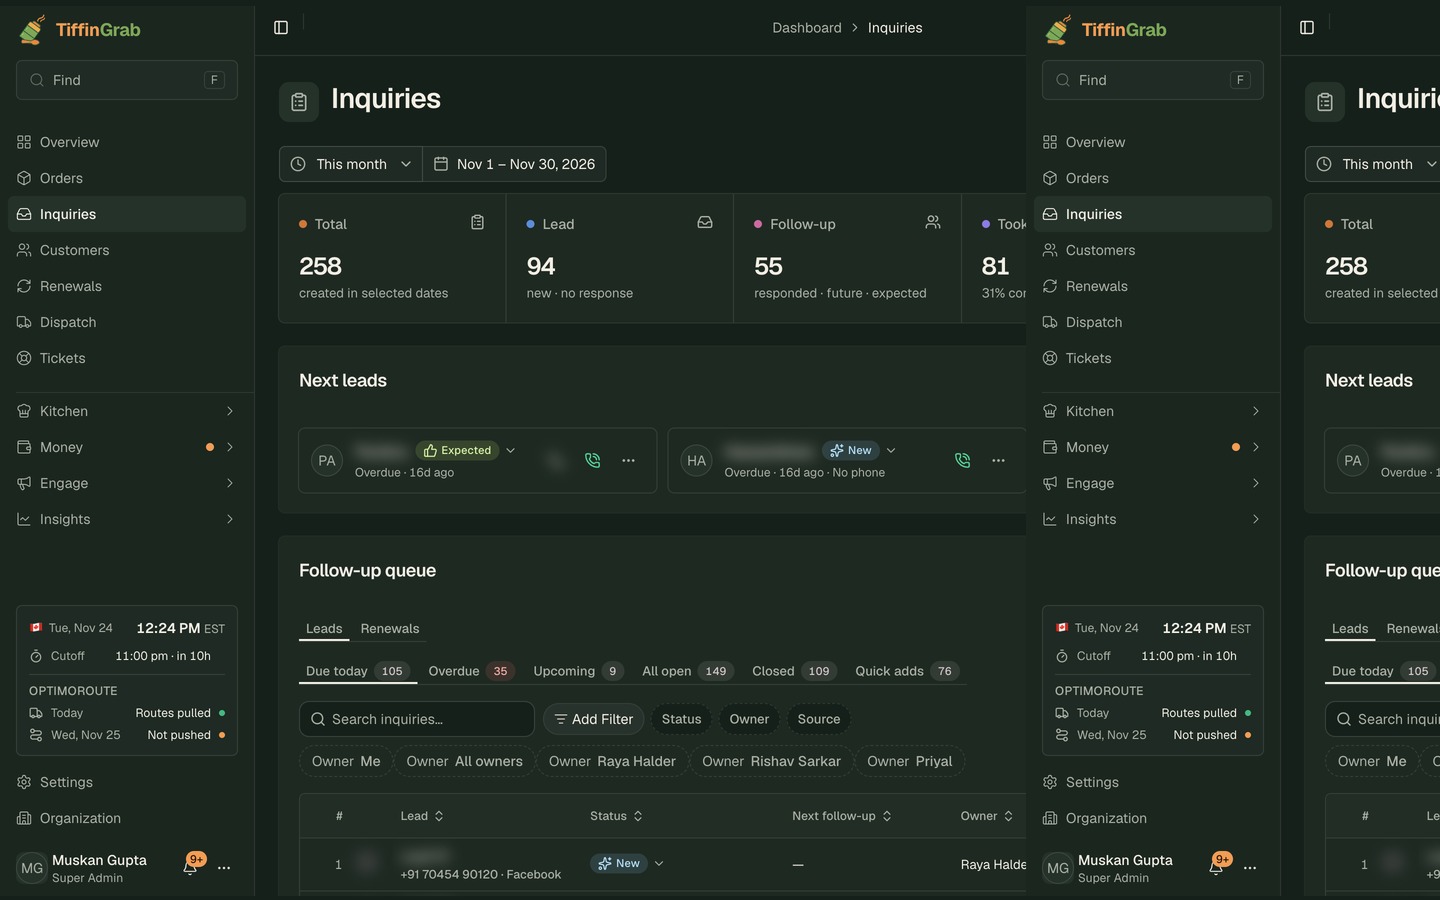 TiffinGrab
Find F
Overview
Orders
Inquiries
Customers
Renewals
Dispatch
Tickets
Kitchen
Money
Engage
Insights
Tue, Nov 24 12:24 PM EST
Cutoff 11:00 pm · in 10h
OPTIMOROUTE
Today Routes pulled
Wed, Nov 25 Not pushed
Settings
Organization
MG Muskan Gupta 9+
Super Admin
Dashboard > Inquiries
Inquiries
This month Nov 1 – Nov 30, 2026
Total Lead Follow-up Took
258 94 55 81
created in selected dates new · no response responded · future · expected 31%
Next leads
PA Expected
Overdue · 16d ago
HA New
Overdue · 16d ago · No phone
Follow-up queue
Leads Renewals
Due today 105 Overdue 35 Upcoming 9 All open 149 Closed 109 Quick adds 76
Search inquiries... Add Filter Status Owner Source
Owner Me Owner All owners Owner Raya Halder Owner Rishav Sarkar Owner Priyal
# Lead Status Next follow-up Owner
1 New — Raya Halde
+91 70454 90120 · Facebook
TiffinGrab
Find F
Overview
Orders
Inquiries
Customers
Renewals
Dispatch
Tickets
Kitchen
Money
Engage
Insights
Tue, Nov 24 12:24 PM EST
Cutoff 11:00 pm · in 10h
OPTIMOROUTE
Today Routes pulled
Wed, Nov 25 Not pushed
Settings
Organization
MG Muskan Gupta 9+
Super Admin
Inquiri
This month
Total
258
created in selected
Next leads
PA
Overdue · 1
Follow-up que
Leads Renewals
Due today 105
Search inquiri
Owner Me
# Le
1
+9